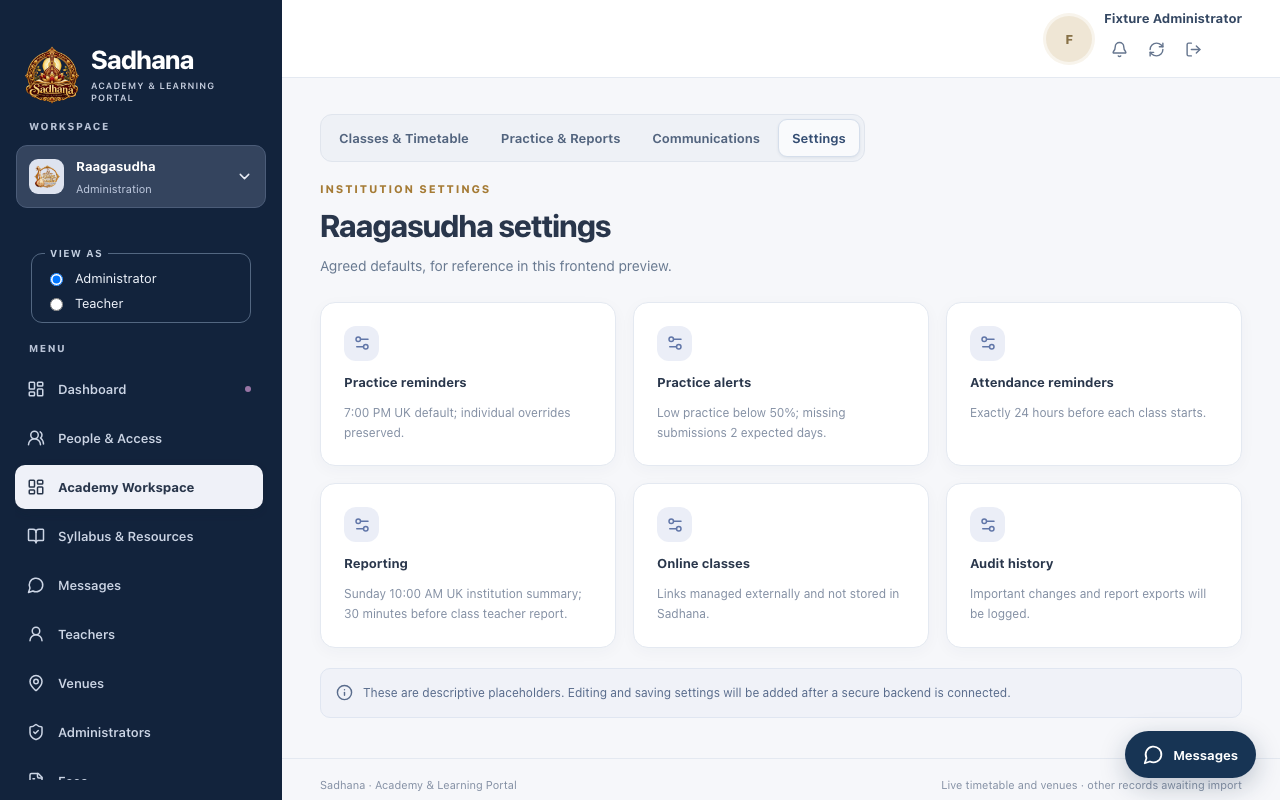 Sadhana
ACADEMY & LEARNING
PORTAL
Sadhana
WORKSPACE
Raagasudha
Administration
VIEW AS
Administrator
Teacher
MENU
Dashboard
People & Access
Academy Workspace
Syllabus & Resources
Messages
Teachers
Venues
Administrators
Fees
F
Fixture Administrator
Classes & Timetable
Practice & Reports
Communications
Settings
INSTITUTION SETTINGS
Raagasudha settings
Agreed defaults, for reference in this frontend preview.
Practice reminders
7:00 PM UK default; individual overrides
preserved.
Practice alerts
Low practice below 50%; missing
submissions 2 expected days.
Attendance reminders
Exactly 24 hours before each class starts.
Reporting
Sunday 10:00 AM UK institution summary;
30 minutes before class teacher report.
Online classes
Links managed externally and not stored in
Sadhana.
Audit history
Important changes and report exports will
be logged.
These are descriptive placeholders. Editing and saving settings will be added after a secure backend is connected.
Messages
Sadhana · Academy & Learning Portal
Live timetable and venues · other records awaiting import